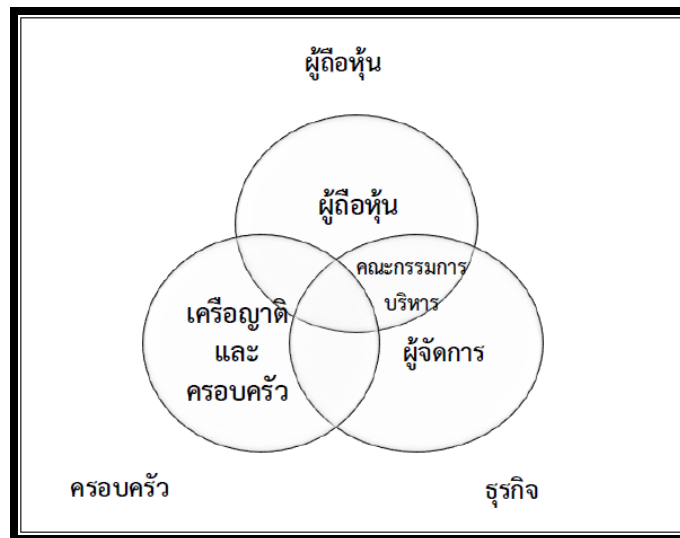 ผู้ถือหุ้น
ผู้ถือหุ้น
คณะกรรมการ
บริหาร
เครือญาติ
และ
ครอบครัว
ผู้จัดการ
ครอบครัว
ธุรกิจ